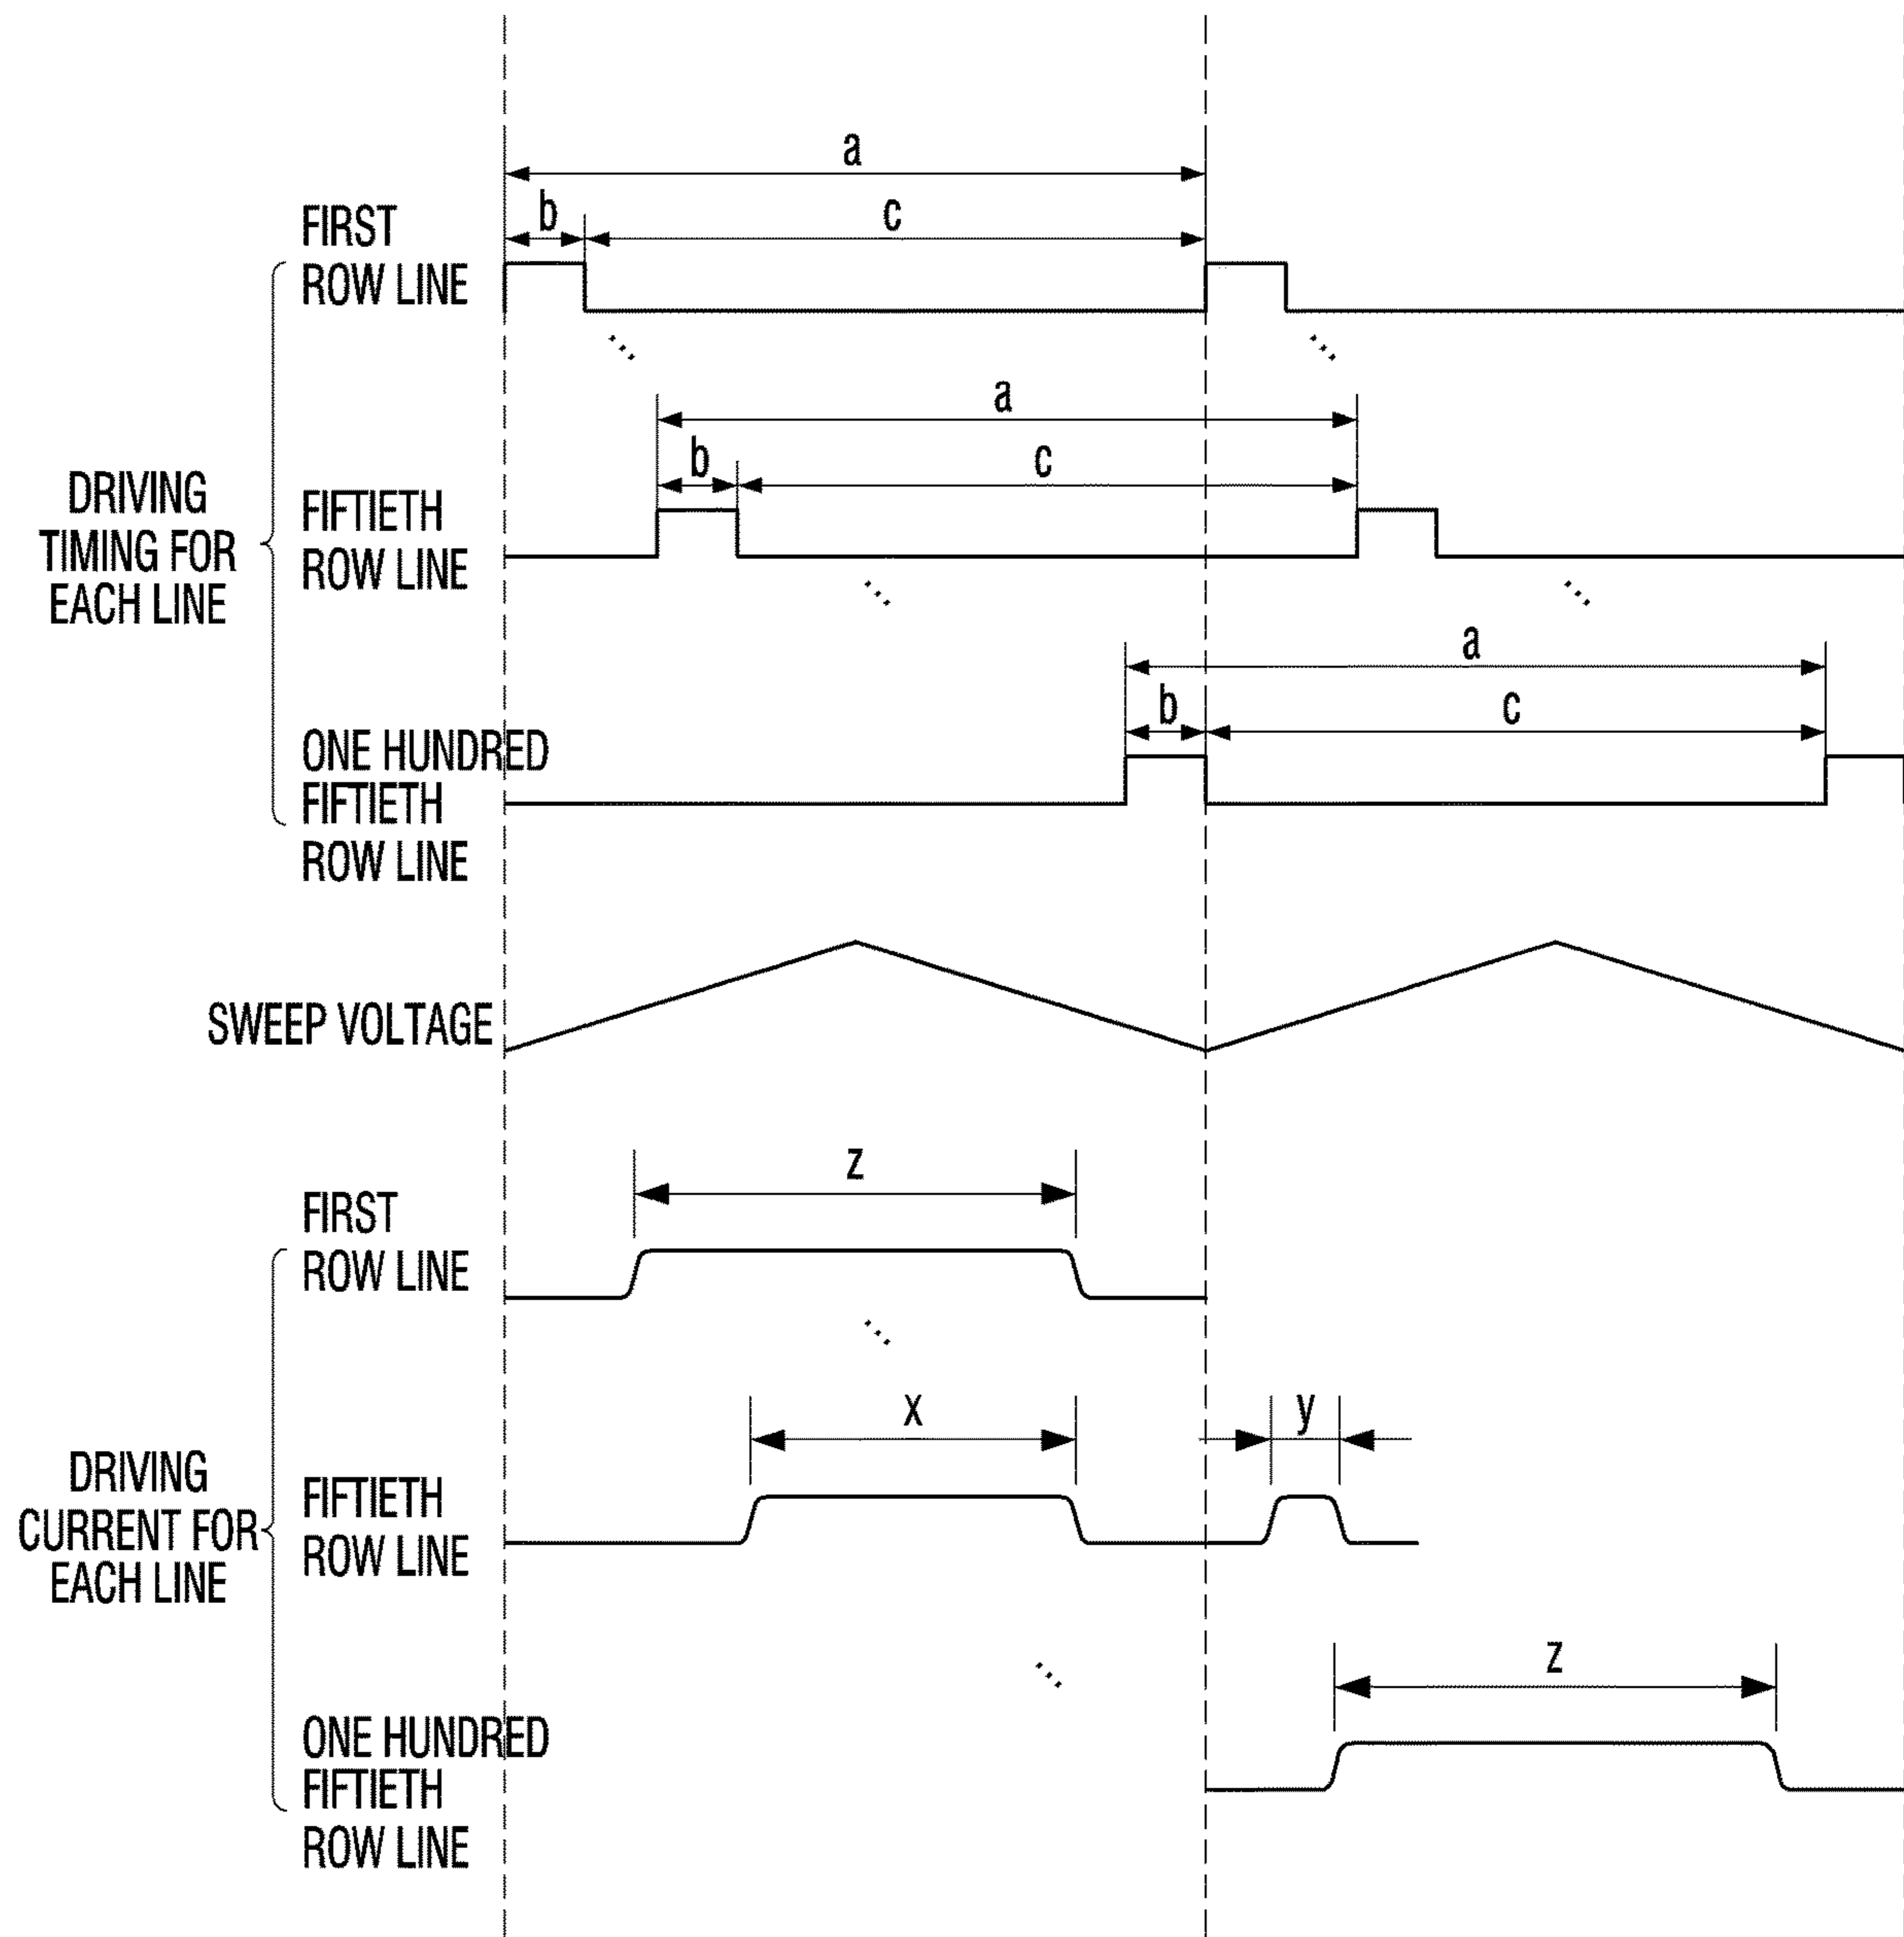 a
b
c
FIRST
ROW LINE
a
b
c
DRIVING
TIMING FOR
EACH LINE
FIFTIETH
ROW LINE
a
b
c
ONE HUNDRED
FIFTIETH
ROW LINE
SWEEP VOLTAGE
z
FIRST
ROW LINE
x
y
DRIVING
CURRENT FOR
EACH LINE
FIFTIETH
ROW LINE
z
ONE HUNDRED
FIFTIETH
ROW LINE